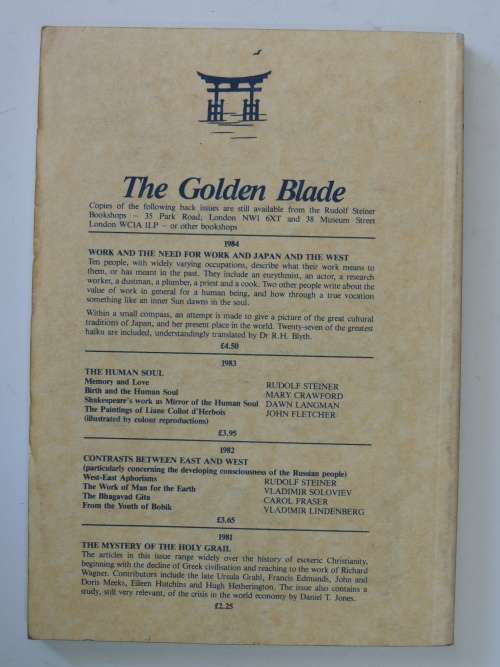 The Golden Blade
Copies of the following back issues are still available from the Rudolf Steiner
Bookshops – 35 Park Road, London NW1 6XT and 38 Museum Street
London WC1A 1LP – or other bookshops
1984
WORK AND THE NEED FOR WORK AND JAPAN AND THE WEST
Ten people, with widely varying occupations, describe what their work means to
them, or has meant in the past. They include an eurythmist, an actor, a research
worker, a dustman, a plumber, a priest and a cook. Two other people write about the
value of work in general for a human being, and how through a true vocation
something like an inner Sun dawns in the soul.
Within a small compass, an attempt is made to give a picture of the great cultural
traditions of Japan, and her present place in the world. Twenty-seven of the greatest
haiku are included, understandingly translated by Dr R.H. Blyth.
£4.50
1983
THE HUMAN SOUL
Memory and Love RUDOLF STEINER
Birth and the Human Soul MARY CRAWFORD
Shakespeare's work as Mirror of the Human Soul DAWN LANGMAN
The Paintings of Liane Collot d'Herbois JOHN FLETCHER
(illustrated by colour reproductions)
£3.95
1982
CONTRASTS BETWEEN EAST AND WEST
(particularly concerning the developing consciousness of the Russian people)
West-East Aphorisms RUDOLF STEINER
The Work of Man for the Earth VLADIMIR SOLOVIEV
The Bhagavad Gita CAROL FRASER
From the Youth of Bobik VLADIMIR LINDENBERG
£3.65
1981
THE MYSTERY OF THE HOLY GRAIL
The articles in this issue range widely over the history of esoteric Christianity,
beginning with the decline of Greek civilisation and reaching to the work of Richard
Wagner. Contributors include the late Ursula Grahl, Francis Edmunds, John and
Doris Meeks, Eileen Hutchins and Hugh Hetherington. The issue also contains a
study, still very relevant, of the crisis in the world economy by Daniel T. Jones.
£2.25